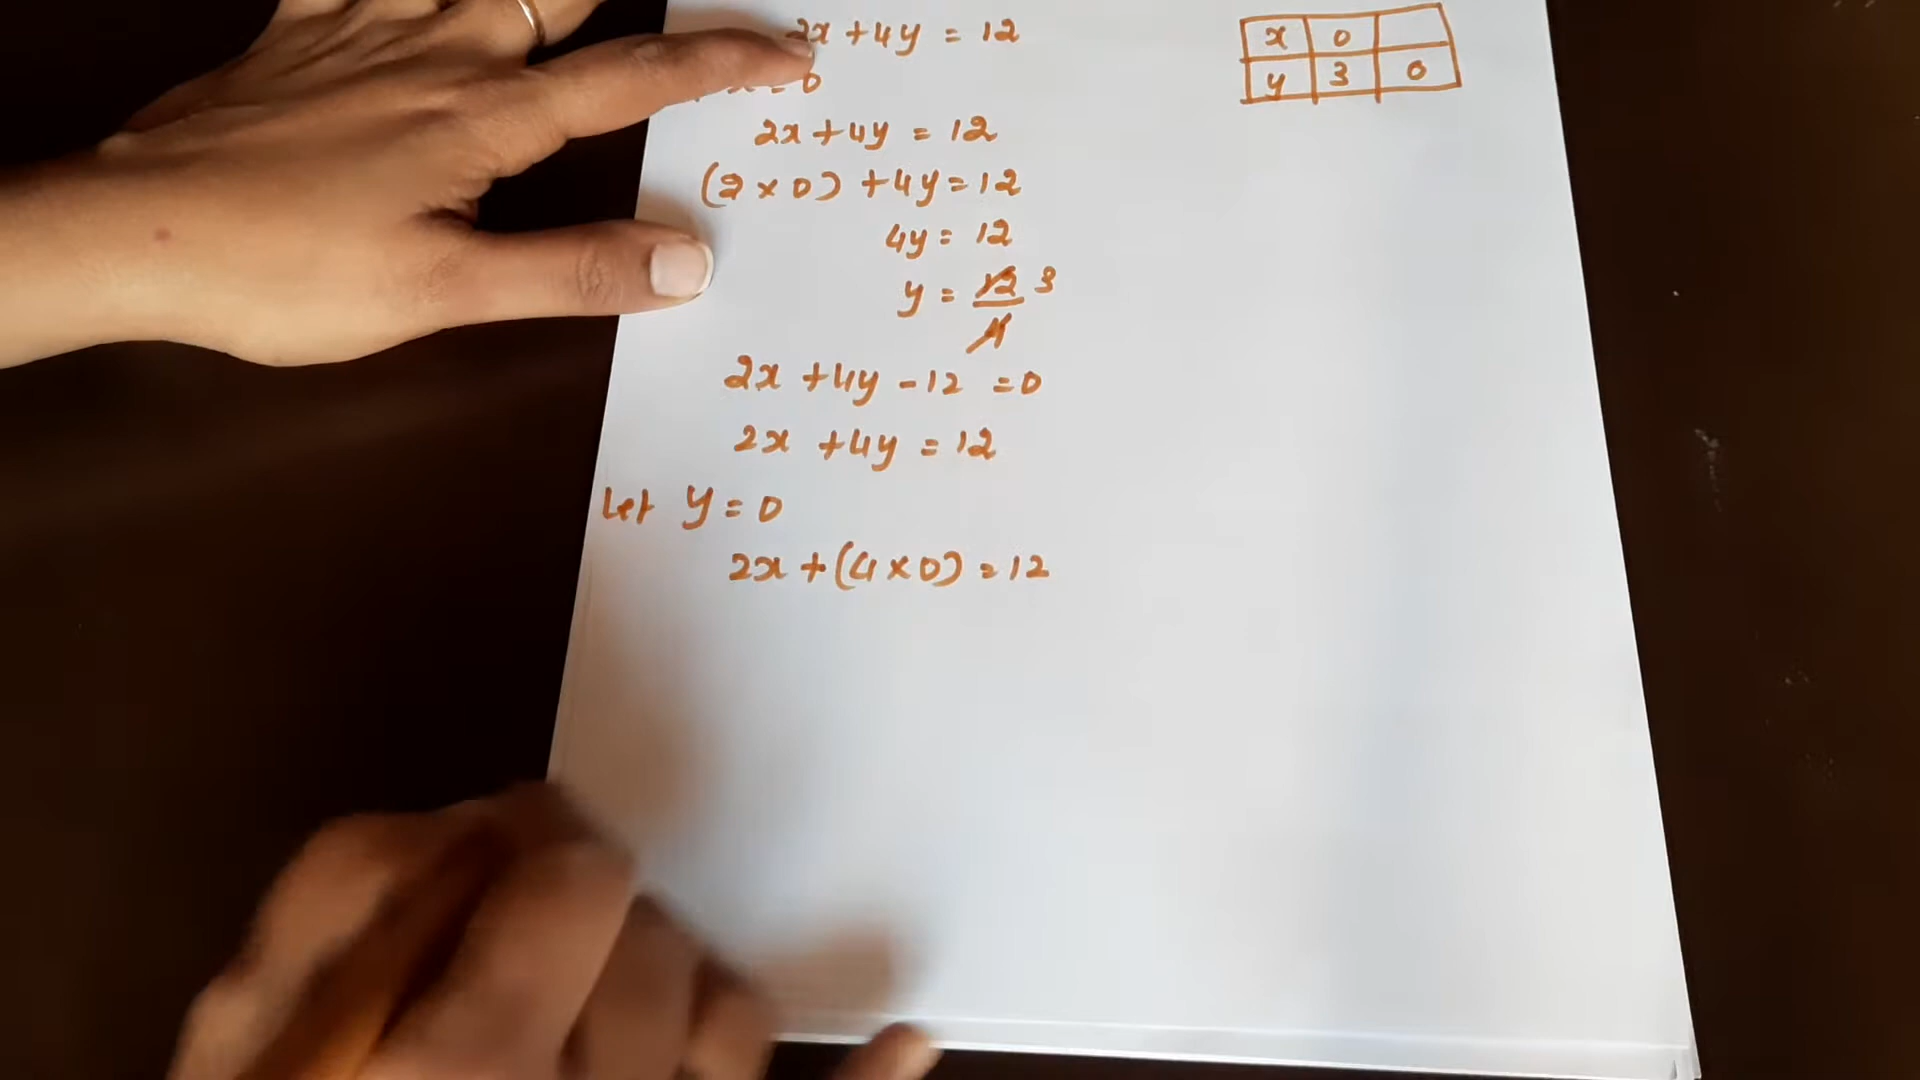 2x + 4y = 12
x = 0
2x + 4y = 12
(2 × 0) + 4y = 12
4y = 12
y = 12/4 3
2x + 4y - 12 = 0
2x + 4y = 12
Let y = 0
2x + (4 × 0) = 12
x 0
y 3 0